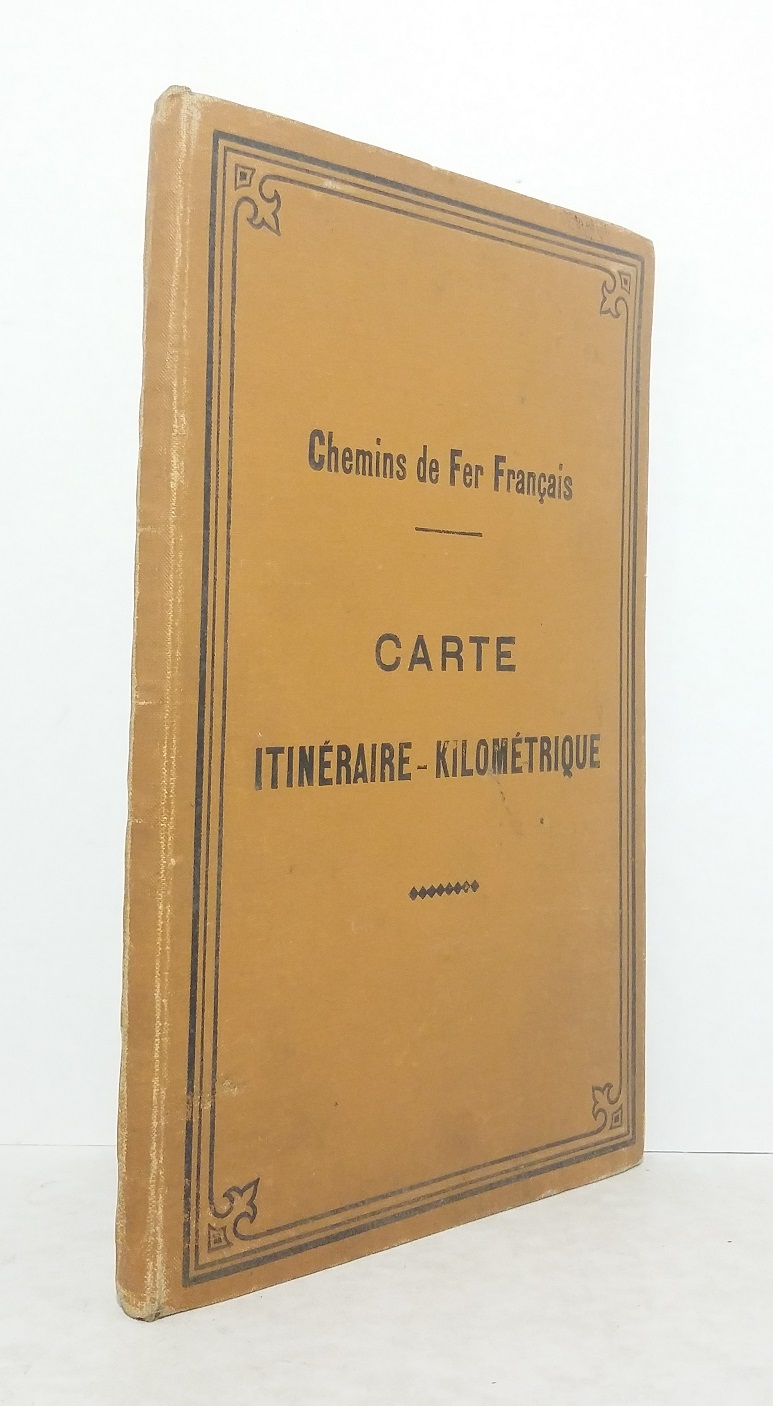 Chemins de Fer Français
CARTE
ITINÉRAIRE-KILOMÉTRIQUE